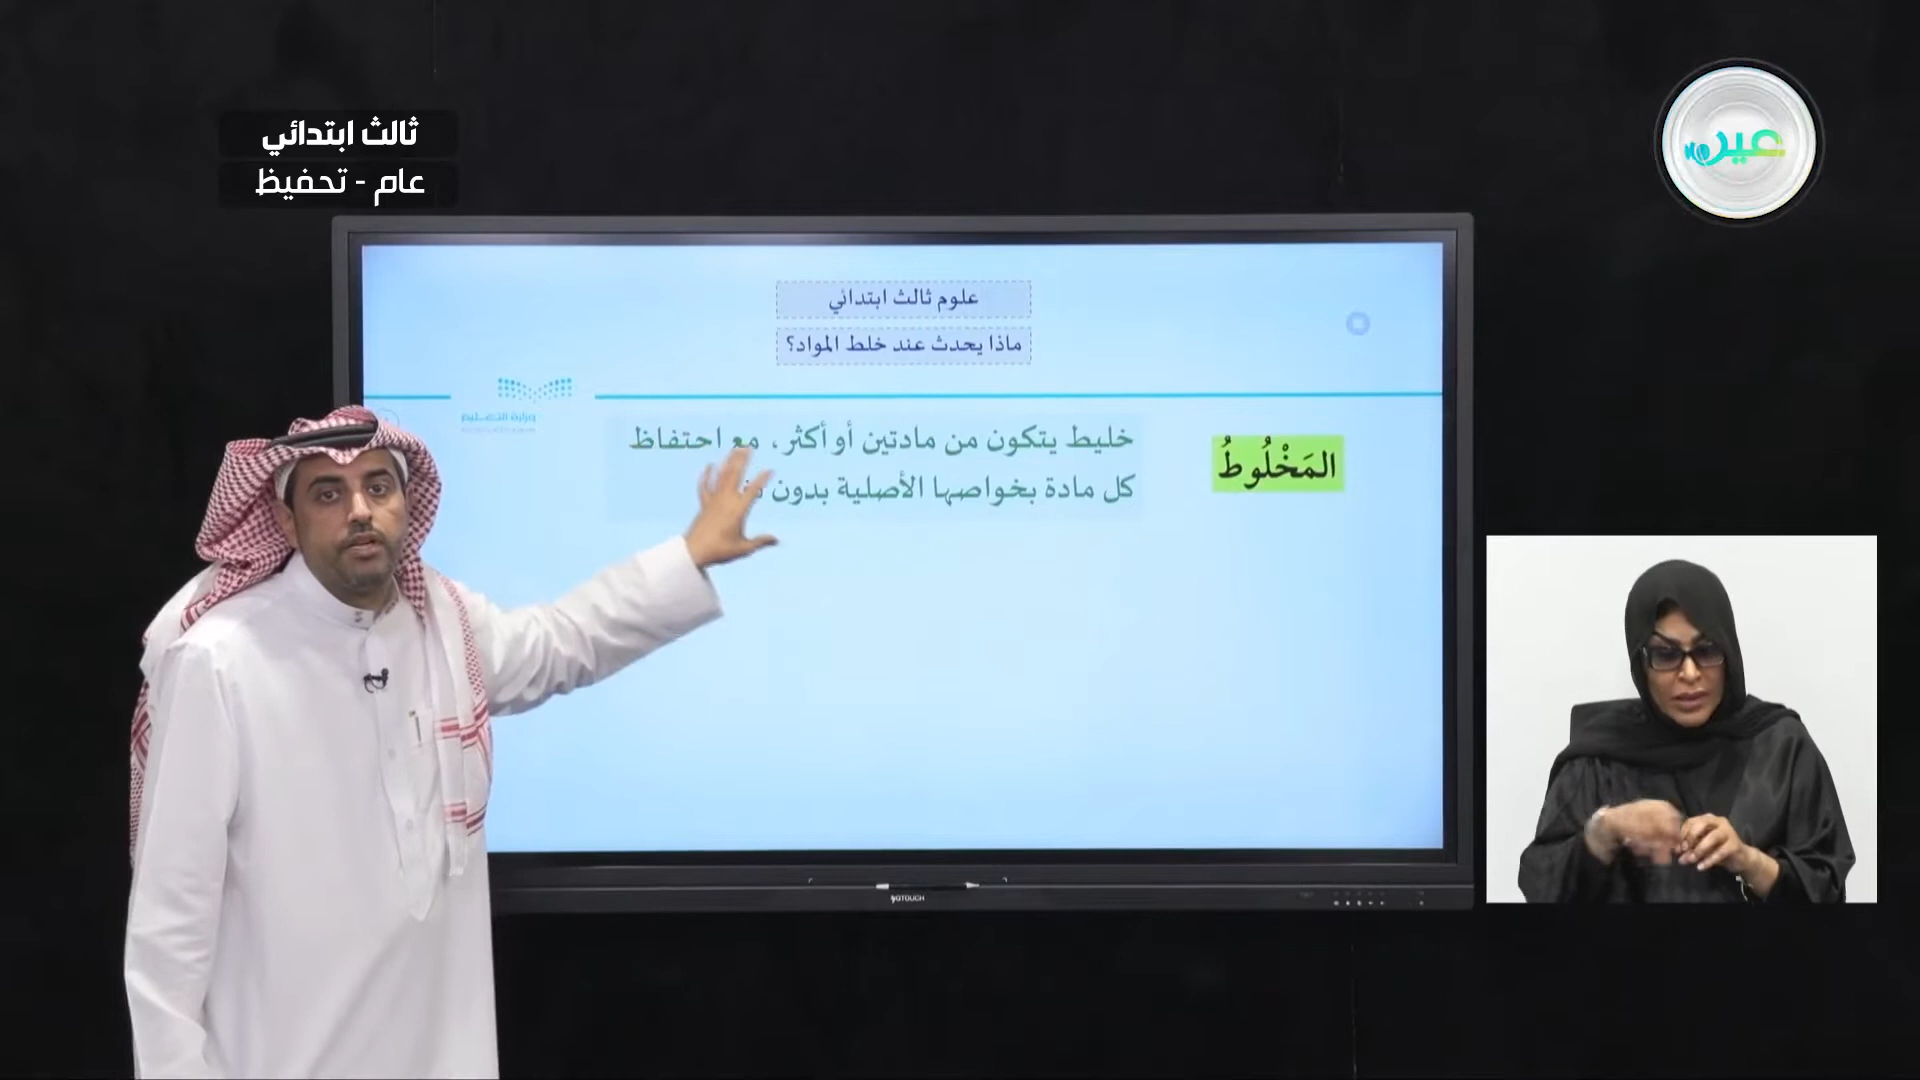 ثالث ابتدائي
عام - تحفيظ
عين
علوم ثالث ابتدائي
ماذا يحدث عند خلط المواد؟
وزارة التعليم
المَخْلُوطُ
خليط يتكون من مادتين أو أكثر، مع احتفاظ
كل مادة بخواصها الأصلية بدون